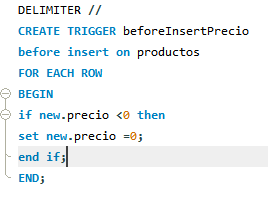 DELIMITER //
CREATE TRIGGER beforeInsertPrecio
before insert on productos
FOR EACH ROW
BEGIN
if new.precio <0 then
set new.precio =0;
end if;
END;